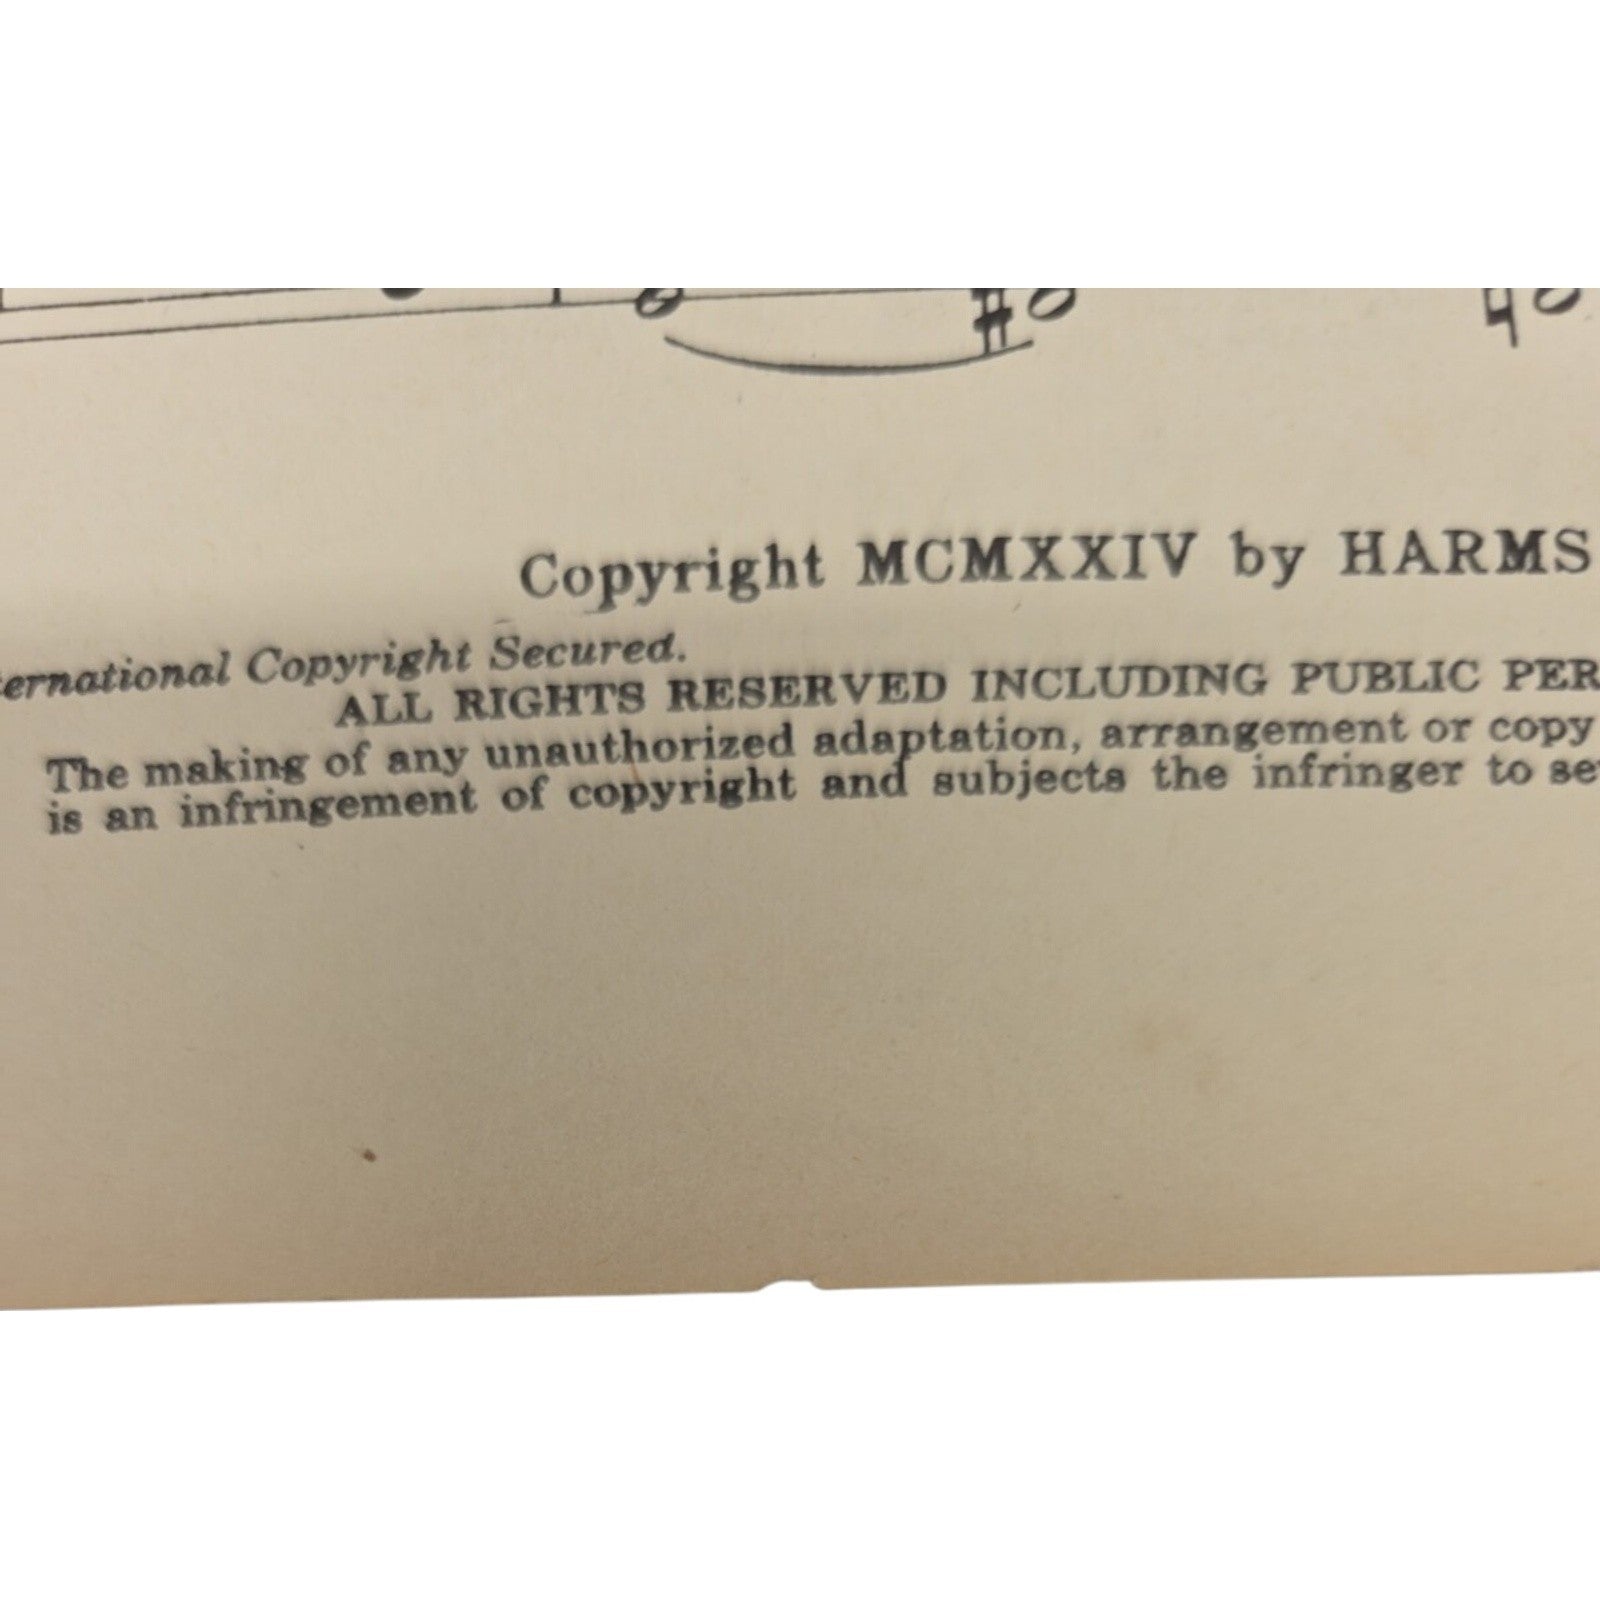 Copyright MCMXXIV by HARMS
ternational Copyright Secured.
ALL RIGHTS RESERVED INCLUDING PUBLIC PER
The making of any unauthorized adaptation, arrangement or copy
is an infringement of copyright and subjects the infringer to se